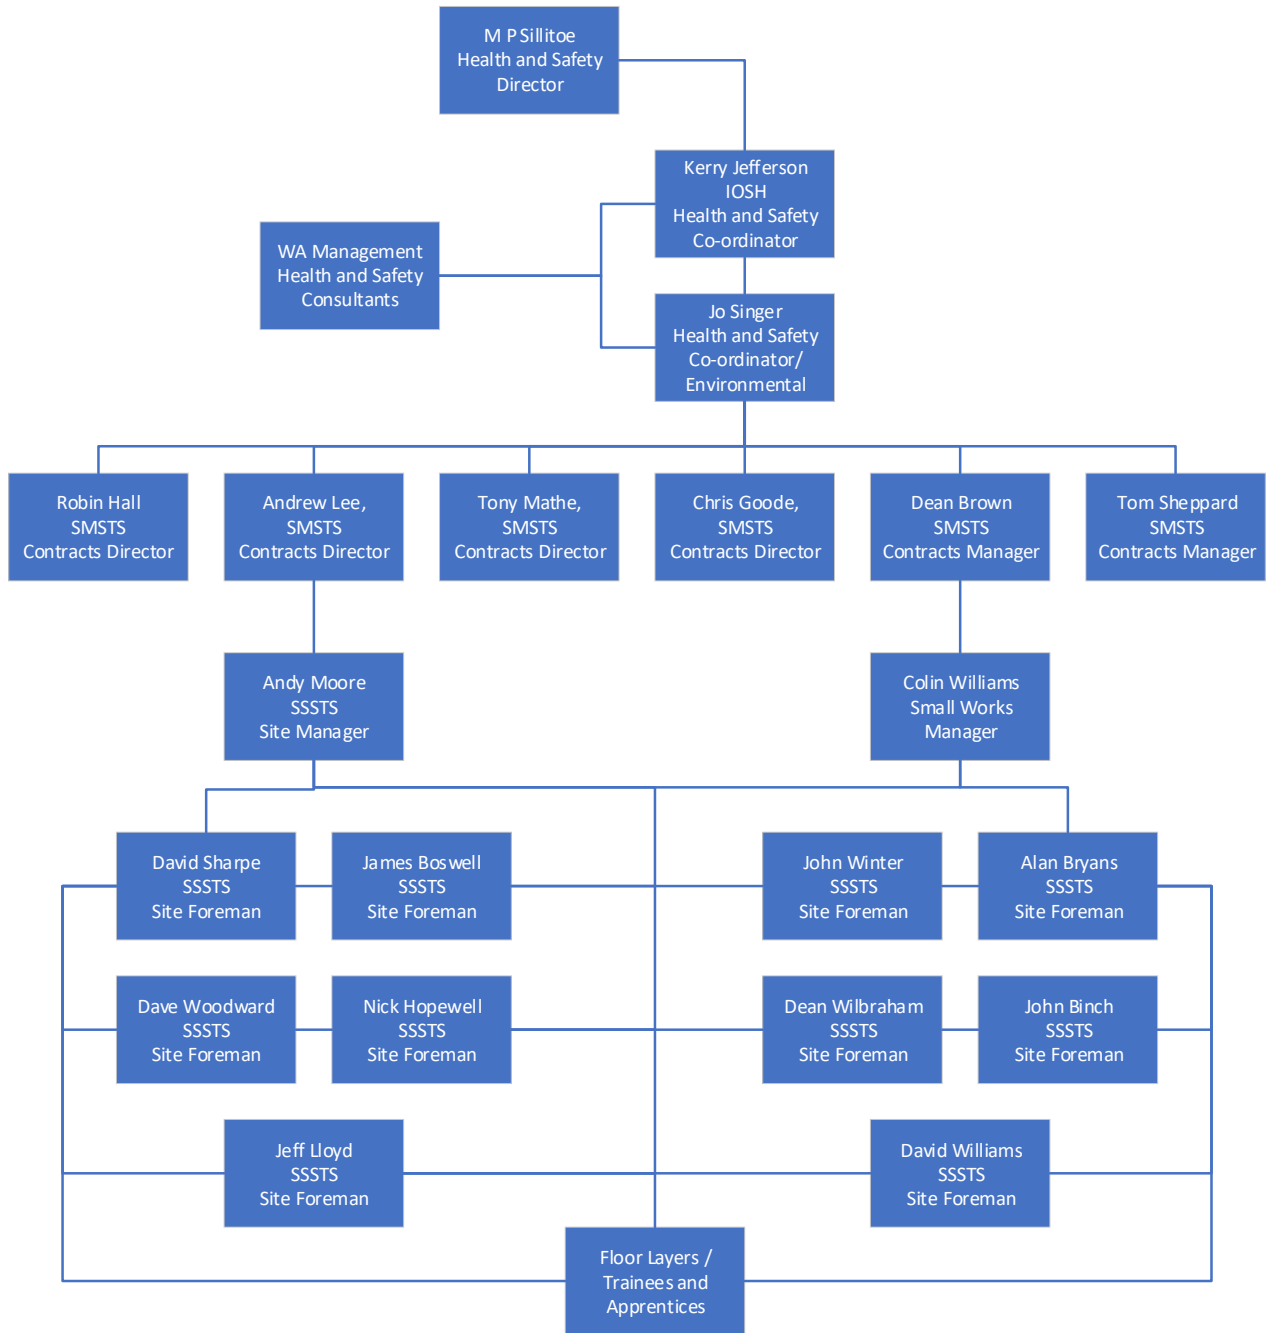 M P Sillitoe
Health and Safety
Director
Kerry Jefferson
IOSH
Health and Safety
Co-ordinator
WA Management
Health and Safety
Consultants
Jo Singer
Health and Safety
Co-ordinator/
Environmental
Robin Hall
SMSTS
Contracts Director
Andrew Lee,
SMSTS
Contracts Director
Tony Mathe,
SMSTS
Contracts Director
Chris Goode,
SMSTS
Contracts Director
Dean Brown
SMSTS
Contracts Manager
Tom Sheppard
SMSTS
Contracts Manager
Andy Moore
SSSTS
Site Manager
Colin Williams
Small Works
Manager
David Sharpe
SSSTS
Site Foreman
James Boswell
SSSTS
Site Foreman
John Winter
SSSTS
Site Foreman
Alan Bryans
SSSTS
Site Foreman
Dave Woodward
SSSTS
Site Foreman
Nick Hopewell
SSSTS
Site Foreman
Dean Wilbraham
SSSTS
Site Foreman
John Binch
SSSTS
Site Foreman
Jeff Lloyd
SSSTS
Site Foreman
David Williams
SSSTS
Site Foreman
Floor Layers /
Trainees and
Apprentices